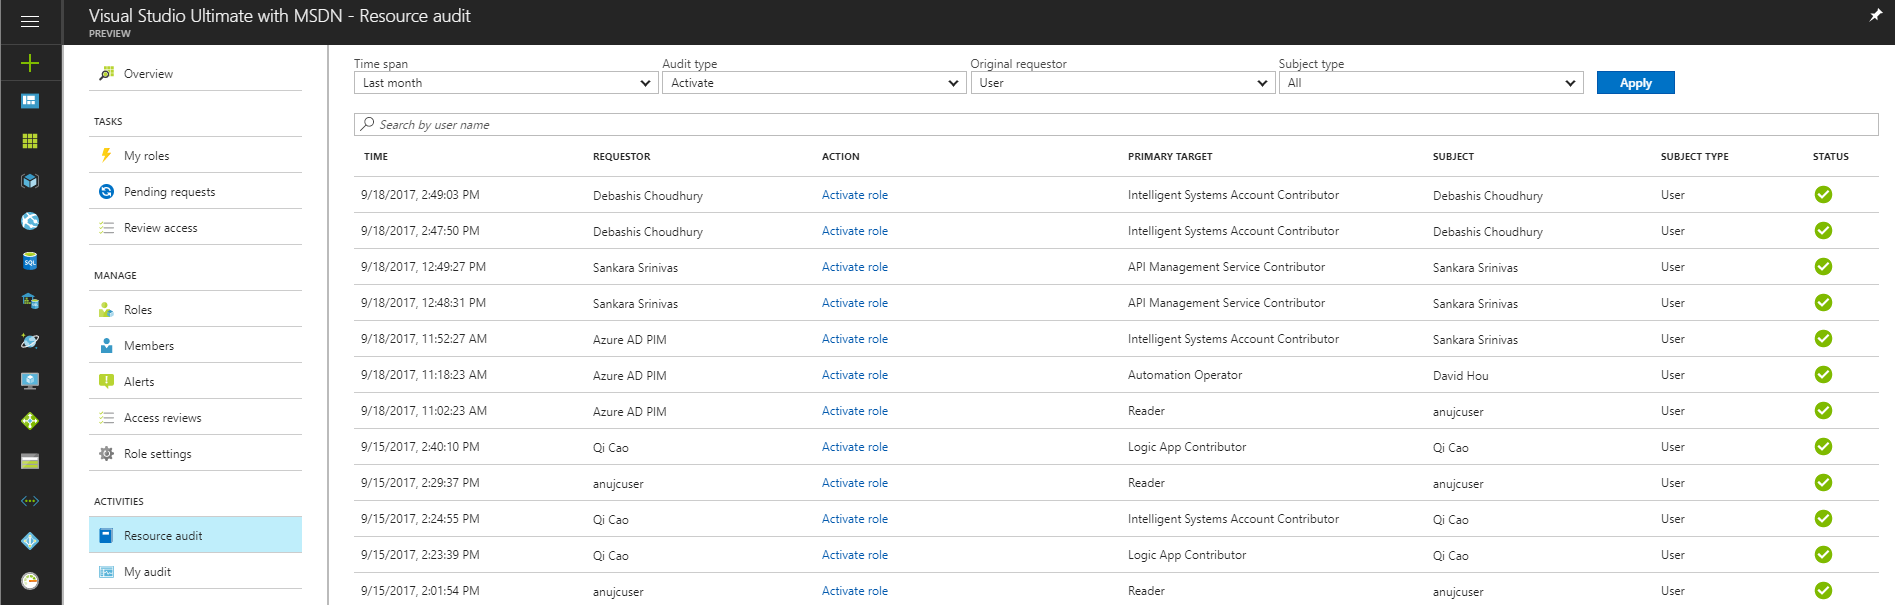 Visual Studio Ultimate with MSDN - Resource audit
PREVIEW
Overview
TASKS
My roles
Pending requests
Review access
MANAGE
Roles
Members
Alerts
Access reviews
Role settings
ACTIVITIES
Resource audit
My audit
SQL
Time span Audit type Original requestor Subject type
Last month Activate User All Apply
Search by user name
TIME REQUESTOR ACTION PRIMARY TARGET SUBJECT SUBJECT TYPE STATUS
9/18/2017, 2:49:03 PM Debashis Choudhury Activate role Intelligent Systems Account Contributor Debashis Choudhury User
9/18/2017, 2:47:50 PM Debashis Choudhury Activate role Intelligent Systems Account Contributor Debashis Choudhury User
9/18/2017, 12:49:27 PM Sankara Srinivas Activate role API Management Service Contributor Sankara Srinivas User
9/18/2017, 12:48:31 PM Sankara Srinivas Activate role API Management Service Contributor Sankara Srinivas User
9/18/2017, 11:52:27 AM Azure AD PIM Activate role Intelligent Systems Account Contributor Sankara Srinivas User
9/18/2017, 11:18:23 AM Azure AD PIM Activate role Automation Operator David Hou User
9/18/2017, 11:02:23 AM Azure AD PIM Activate role Reader anujcuser User
9/15/2017, 2:40:10 PM Qi Cao Activate role Logic App Contributor Qi Cao User
9/15/2017, 2:29:37 PM anujcuser Activate role Reader anujcuser User
9/15/2017, 2:24:55 PM Qi Cao Activate role Intelligent Systems Account Contributor Qi Cao User
9/15/2017, 2:23:39 PM Qi Cao Activate role Logic App Contributor Qi Cao User
9/15/2017, 2:01:54 PM anujcuser Activate role Reader anujcuser User